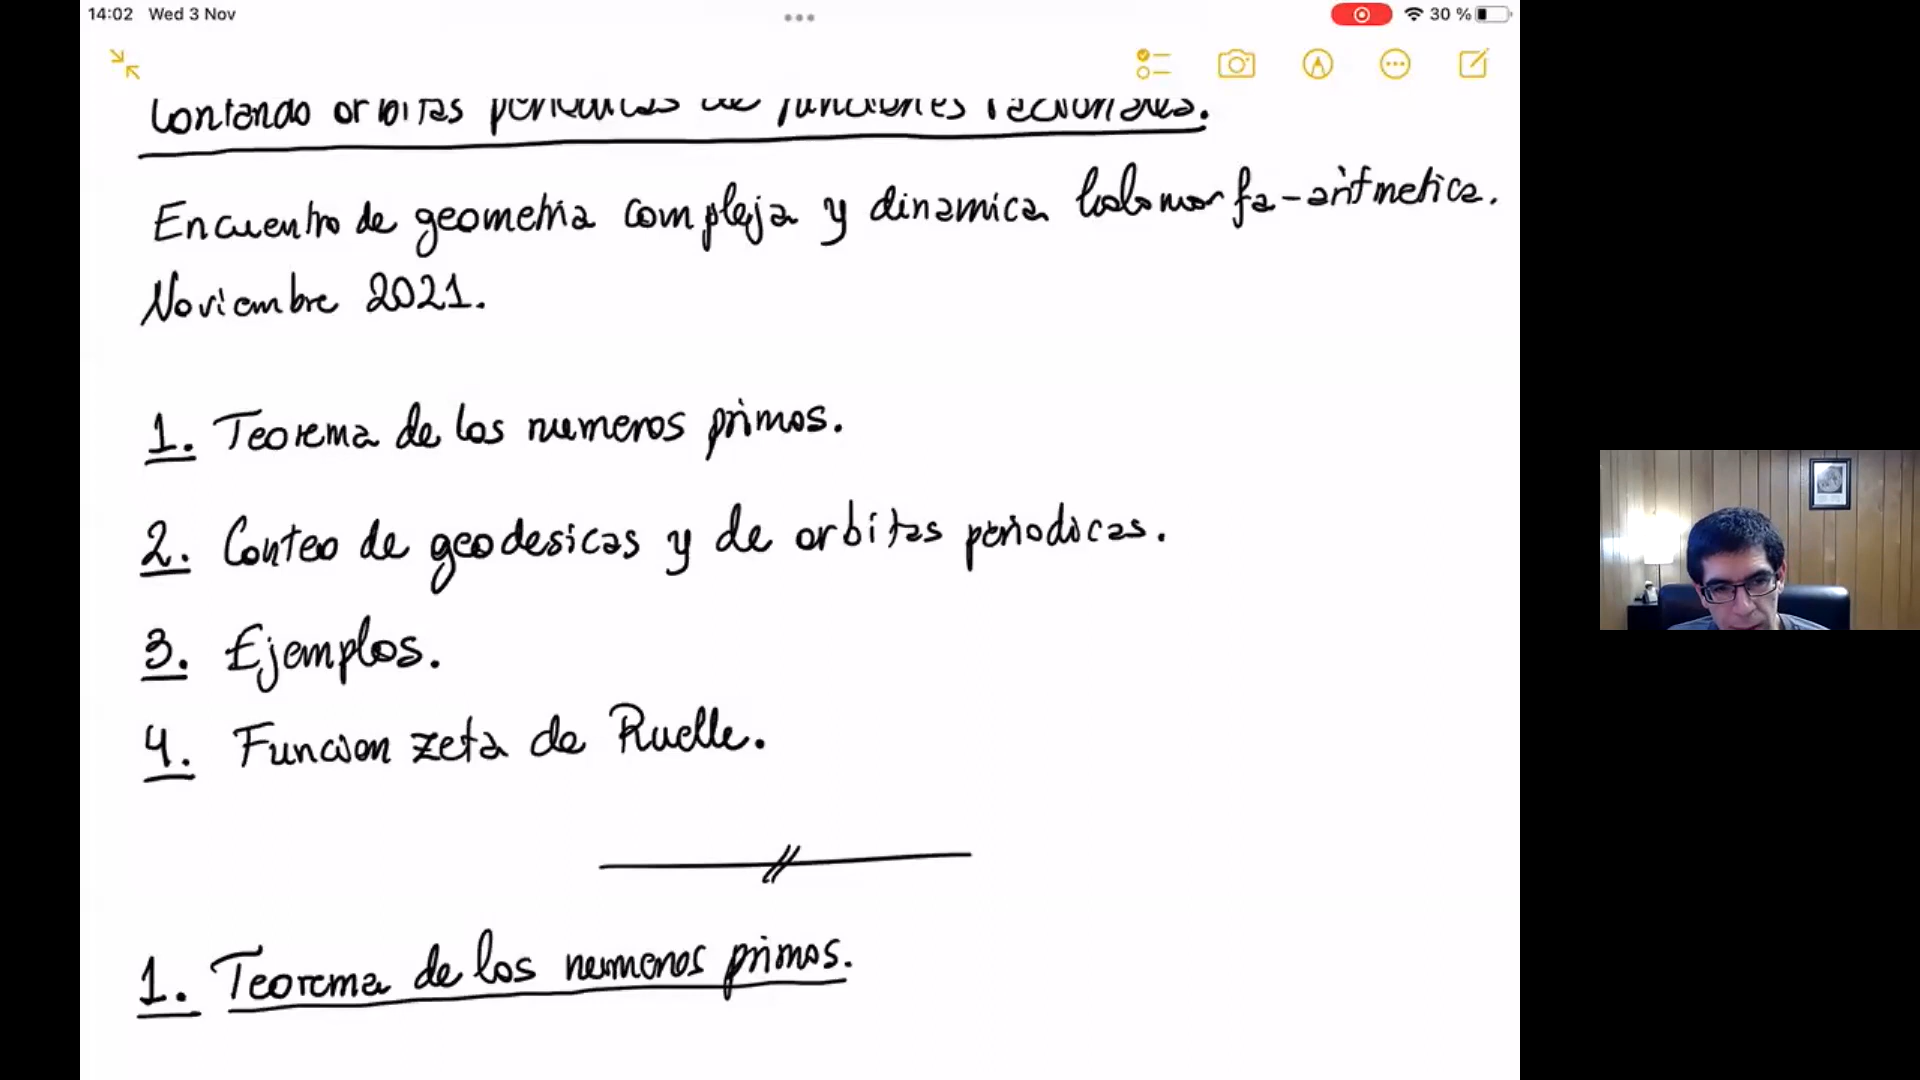 14:02 Wed 3 Nov
30 %
Contando orbitas periodicas de funciones racionales.
Encuentro de geometria compleja y dinamica holomorfa-aritmetica.
Noviembre 2021.
1. Teorema de los numeros primos.
2. Conteo de geodesicas y de orbitas periodicas.
3. Ejemplos.
4. Funcion zeta de Ruelle.
1. Teorema de los numeros primos.